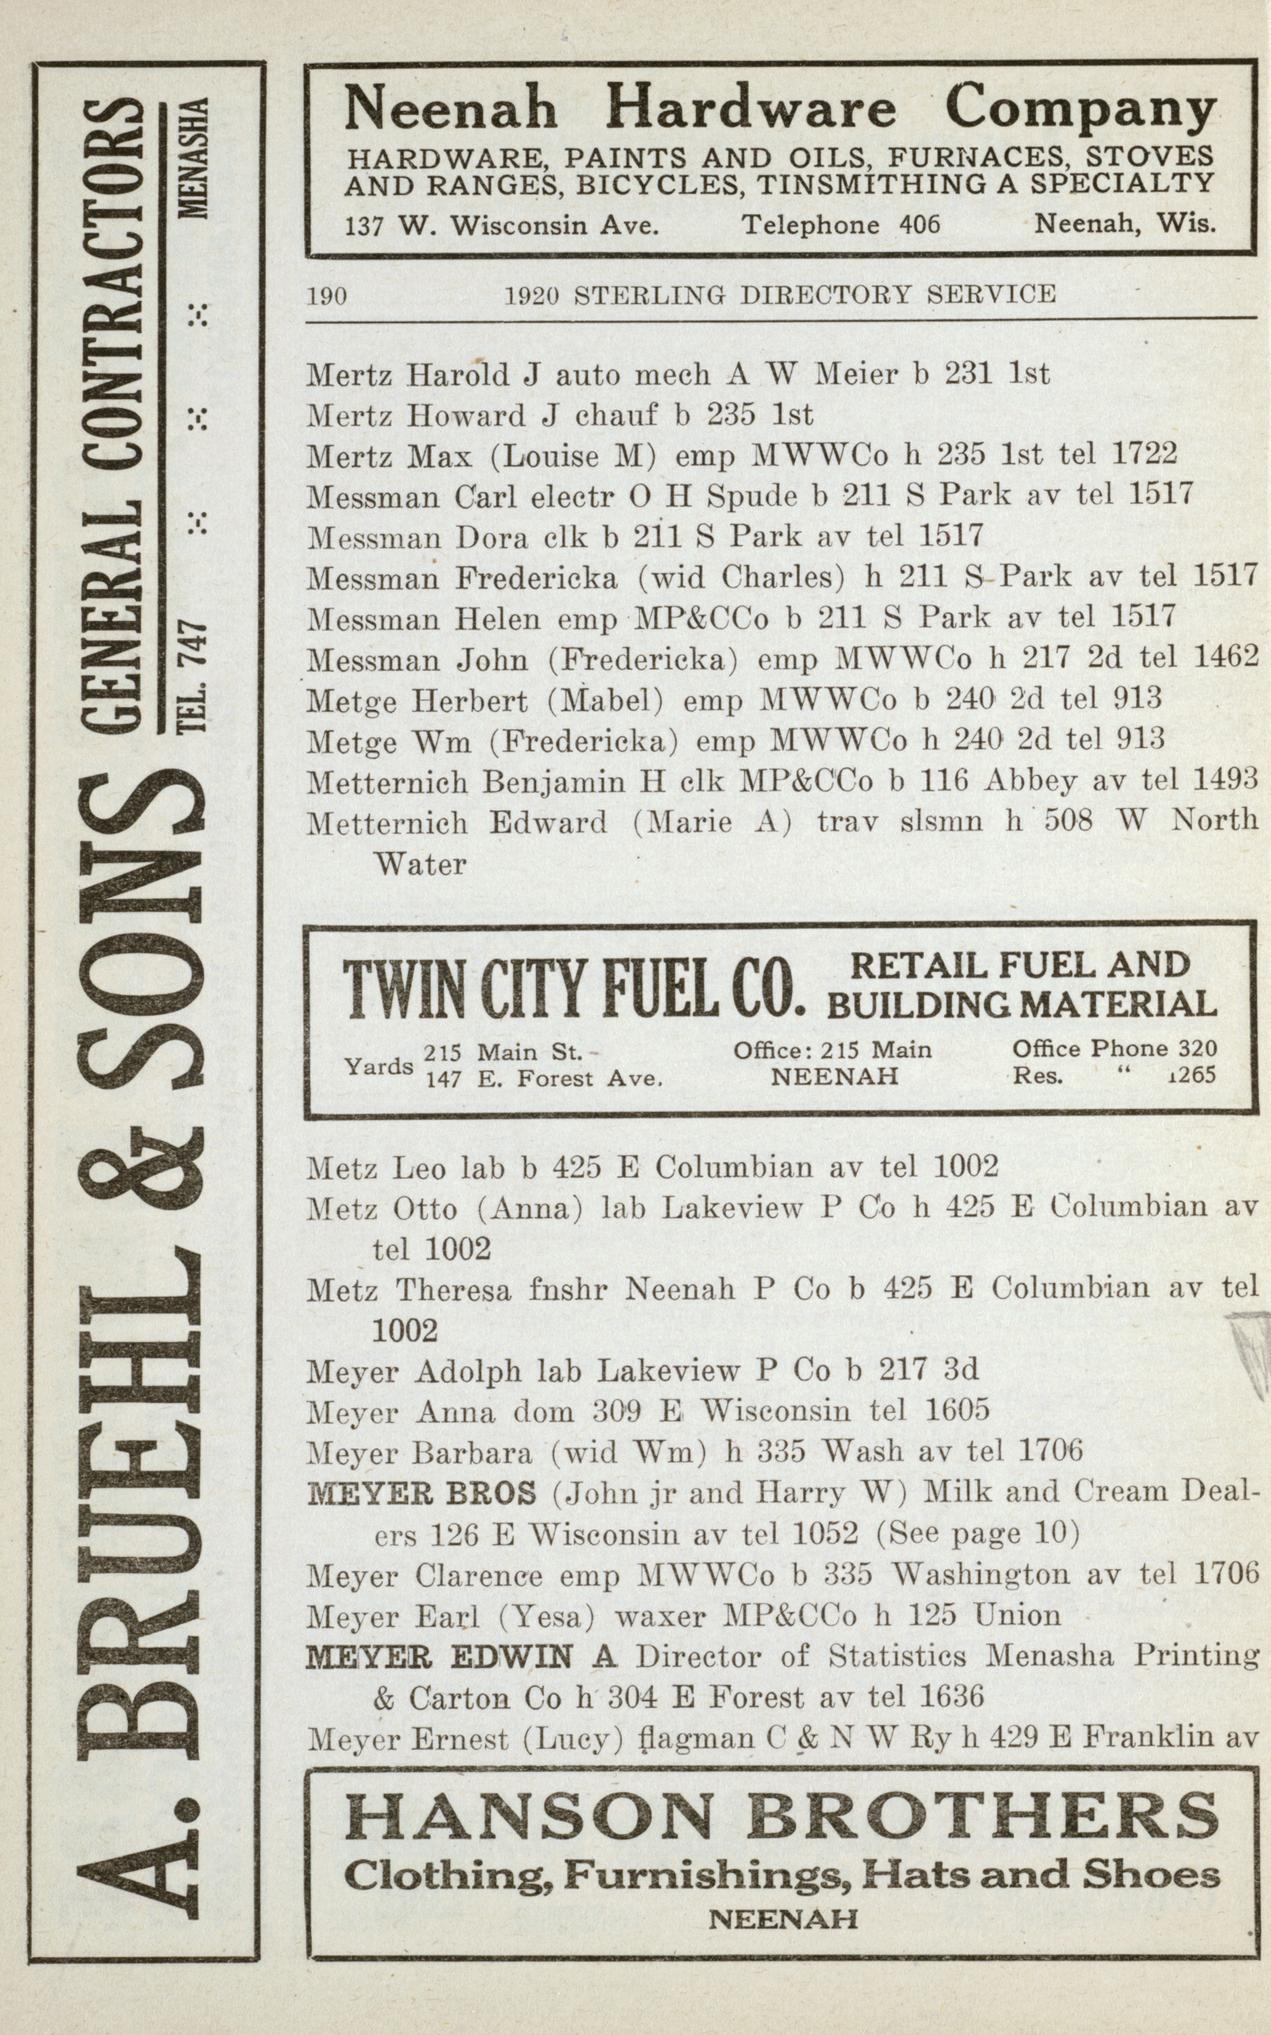 A. BRUEHL & SONS GENERAL CONTRACTORS
TEL. 747 MENASHA
Neenah Hardware Company
HARDWARE, PAINTS AND OILS, FURNACES, STOVES
AND RANGES, BICYCLES, TINSMITHING A SPECIALTY
137 W. Wisconsin Ave. Telephone 406 Neenah, Wis.
190 1920 STERLING DIRECTORY SERVICE
Mertz Harold J auto mech A W Meier b 231 1st
Mertz Howard J chauf b 235 1st
Mertz Max (Louise M) emp MWWCo h 235 1st tel 1722
Messman Carl electr O H Spude b 211 S Park av tel 1517
Messman Dora clk b 211 S Park av tel 1517
Messman Fredericka (wid Charles) h 211 S Park av tel 1517
Messman Helen emp MP&CCo b 211 S Park av tel 1517
Messman John (Fredericka) emp MWWCo h 217 2d tel 1462
Metge Herbert (Mabel) emp MWWCo b 240 2d tel 913
Metge Wm (Fredericka) emp MWWCo h 240 2d tel 913
Metternich Benjamin H clk MP&CCo b 116 Abbey av tel 1493
Metternich Edward (Marie A) trav slsmn h 508 W North
Water
TWIN CITY FUEL CO. RETAIL FUEL AND
BUILDING MATERIAL
Yards 215 Main St. Office: 215 Main Office Phone 320
147 E. Forest Ave. NEENAH Res. " 1265
Metz Leo lab b 425 E Columbian av tel 1002
Metz Otto (Anna) lab Lakeview P Co h 425 E Columbian av
tel 1002
Metz Theresa fnshr Neenah P Co b 425 E Columbian av tel
1002
Meyer Adolph lab Lakeview P Co b 217 3d
Meyer Anna dom 309 E Wisconsin tel 1605
Meyer Barbara (wid Wm) h 335 Wash av tel 1706
MEYER BROS (John jr and Harry W) Milk and Cream Deal-
ers 126 E Wisconsin av tel 1052 (See page 10)
Meyer Clarence emp MWWCo b 335 Washington av tel 1706
Meyer Earl (Yesa) waxer MP&CCo h 125 Union
MEYER EDWIN A Director of Statistics Menasha Printing
& Carton Co h 304 E Forest av tel 1636
Meyer Ernest (Lucy) flagman C & N W Ry h 429 E Franklin av
HANSON BROTHERS
Clothing, Furnishings, Hats and Shoes
NEENAH